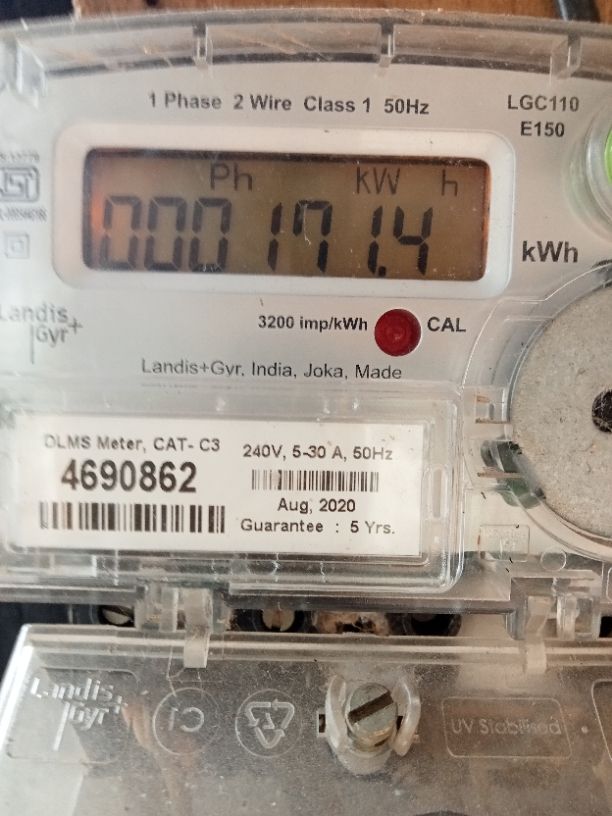 1 Phase 2 Wire Class 1 50Hz
LGC110
E150
Ph kW h
000171.4
kWh
Landis+
Gyr+
3200 imp/kWh CAL
Landis+Gyr, India, Joka, Made
DLMS Meter, CAT- C3
4690862
240V, 5-30 A, 50Hz
Aug, 2020
Guarantee : 5 Yrs.
Landis+
Gyr+
UV Stabilised